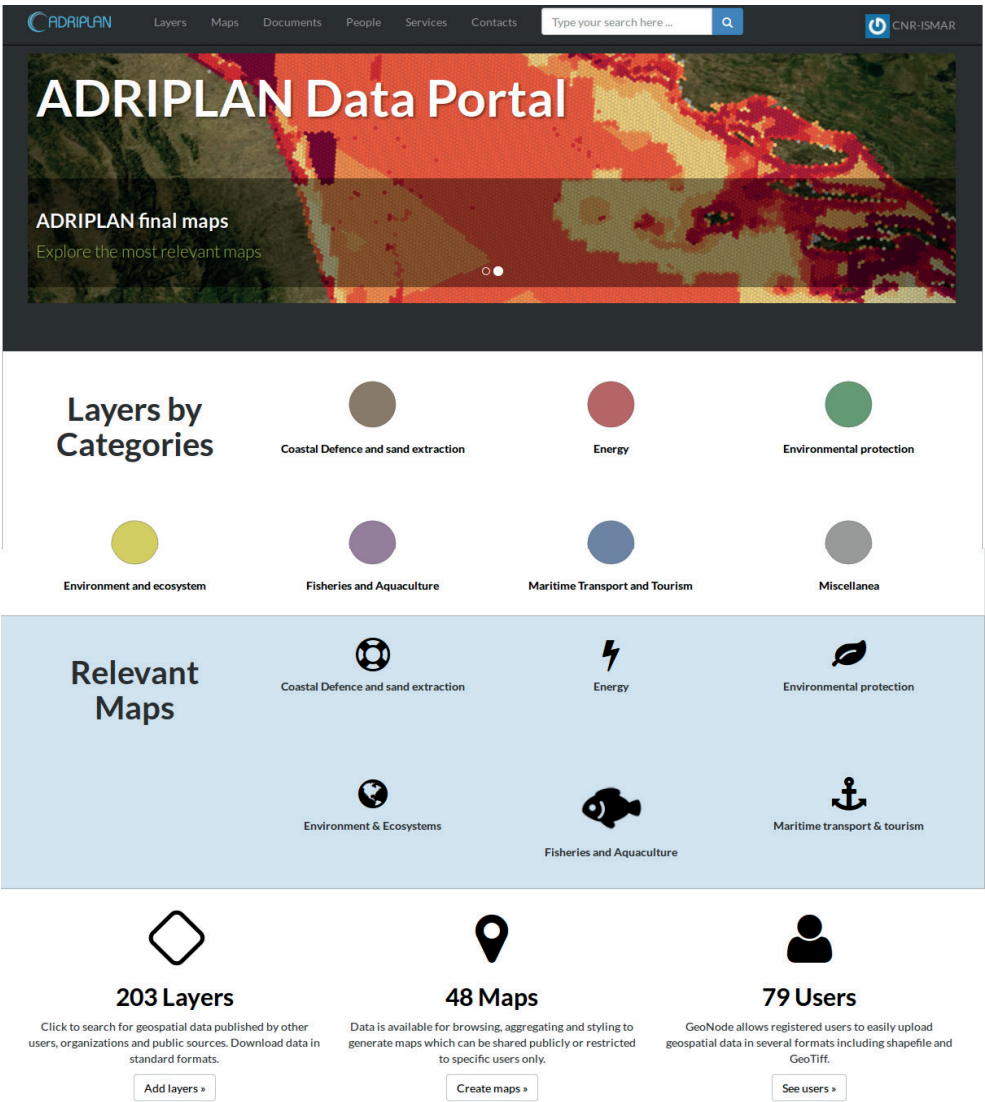 ADRIPLAN Layers Maps Documents People Services Contacts Type your search here ... CNR-ISMAR
ADRIPLAN Data Portal
ADRIPLAN final maps
Explore the most relevant maps
Layers by
Categories
Coastal Defence and sand extraction Energy Environmental protection
Environment and ecosystem Fisheries and Aquaculture Maritime Transport and Tourism Miscellanea
Relevant
Maps
Coastal Defence and sand extraction Energy Environmental protection
Environment & Ecosystems Fisheries and Aquaculture Maritime transport & tourism
203 Layers
Click to search for geospatial data published by other
users, organizations and public sources. Download data in
standard formats.
Add layers »
48 Maps
Data is available for browsing, aggregating and styling to
generate maps which can be shared publicly or restricted
to specific users only.
Create maps »
79 Users
GeoNode allows registered users to easily upload
geospatial data in several formats including shapefile and
GeoTiff.
See users »